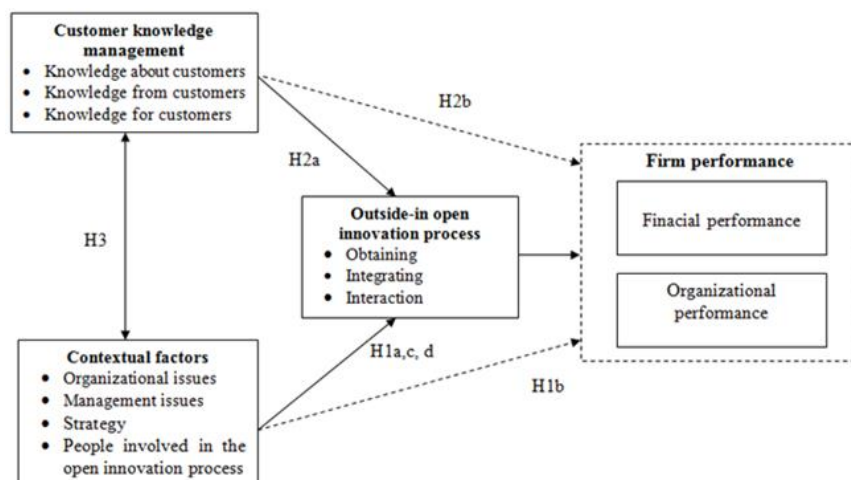 Customer knowledge
management
• Knowledge about customers
• Knowledge from customers
• Knowledge for customers
H2b
H2a
Firm performance
Finacial performance
Organizational
performance
Outside-in open
innovation process
• Obtaining
• Integrating
• Interaction
H3
H1a,c, d
H1b
Contextual factors
• Organizational issues
• Management issues
• Strategy
• People involved in the
open innovation process